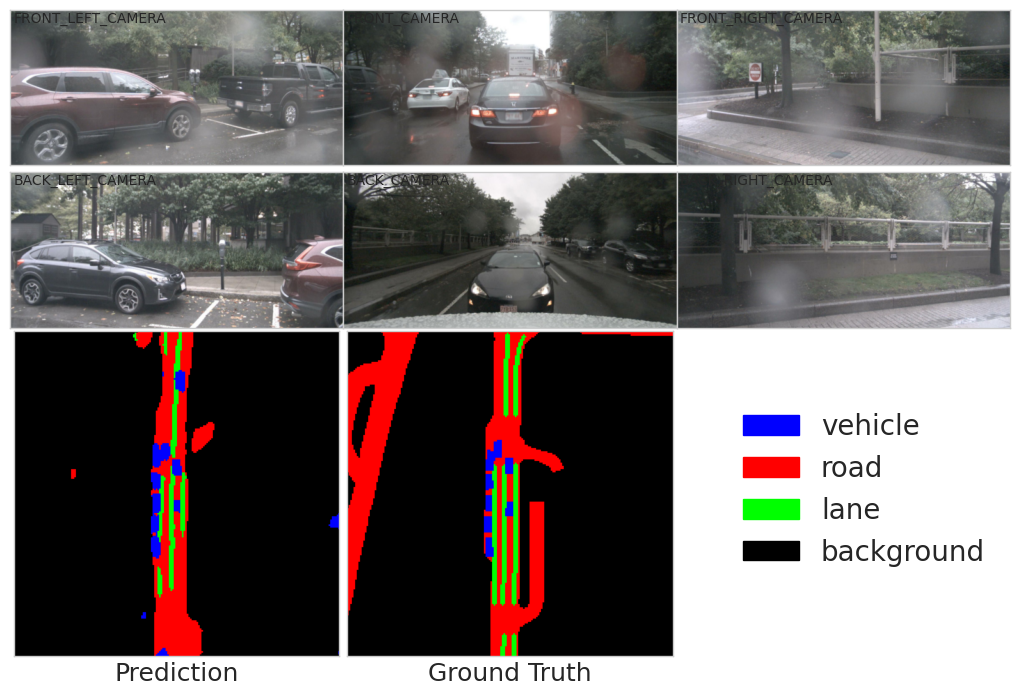 FRONT_LEFT_CAMERA
FRONT_CAMERA
FRONT_RIGHT_CAMERA
BACK_LEFT_CAMERA
BACK_CAMERA
BACK_RIGHT_CAMERA
vehicle
road
lane
background
Prediction
Ground Truth